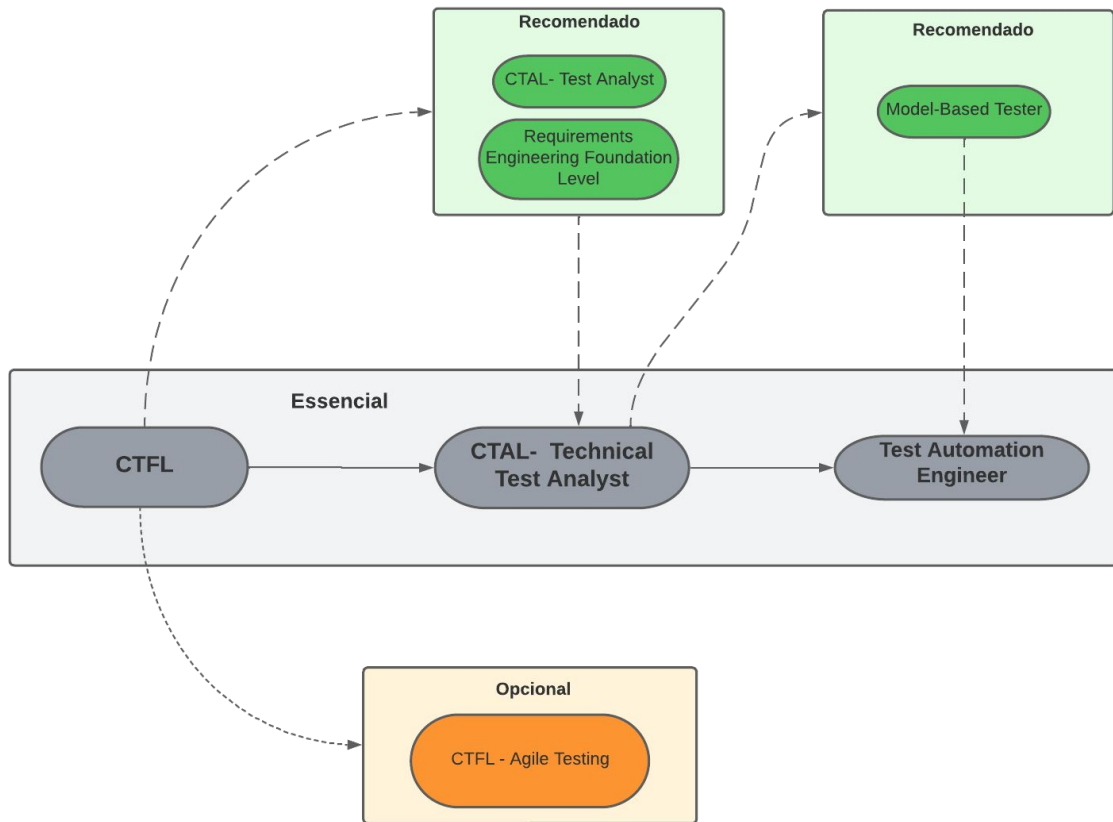 Recomendado
CTAL- Test Analyst
Requirements
Engineering Foundation
Level
Recomendado
Model-Based Tester
Essencial
CTFL
CTAL-  Technical
Test Analyst
Test Automation
Engineer
Opcional
CTFL - Agile Testing